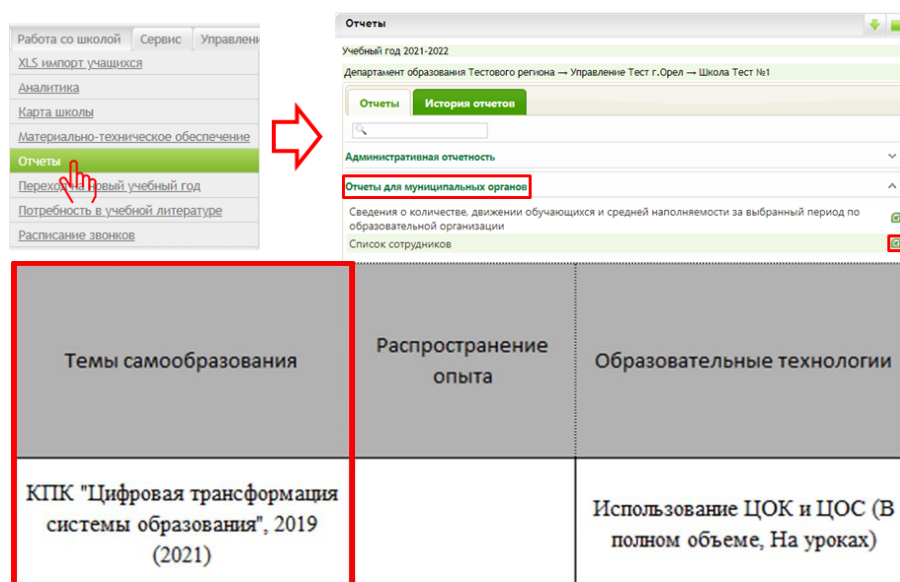 Работа со школой Сервис Управлени
XLS импорт учащихся
Аналитика
Карта школы
Материально-техническое обеспечение
Отчеты
Переход на новый учебный год
Потребность в учебной литературе
Расписание звонков
Отчеты
Учебный год 2021-2022
Департамент образования Тестового региона → Управление Тест г.Орел → Школа Тест №1
Отчеты История отчетов
Административная отчетность
Отчеты для муниципальных органов
Сведения о количестве, движении обучающихся и средней наполняемости за выбранный период по
образовательной организации
Список сотрудников
Темы самообразования
Распространение
опыта
Образовательные технологии
КПК "Цифровая трансформация
системы образования", 2019
(2021)
Использование ЦОК и ЦОС (В
полном объеме, На уроках)